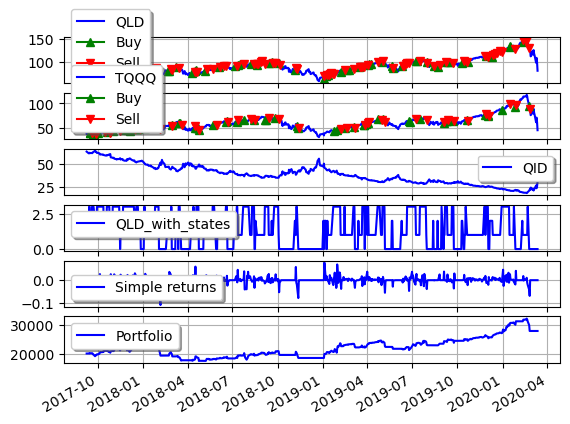 QLD
Buy
Sell
150
100
TQQQ
Buy
Sell
100
50
QID
50
25
QLD_with_states
2.5
0.0
Simple returns
0.0
−0.1
Portfolio
30000
20000
2017-10 2018-01 2018-04 2018-07 2018-10 2019-01 2019-04 2019-07 2019-10 2020-01 2020-04